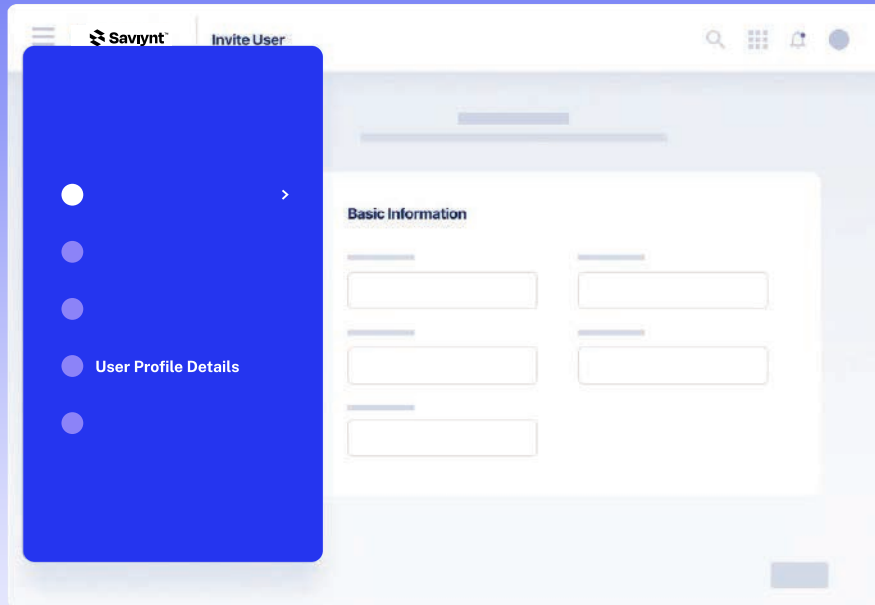 Saviynt
Invite User
Basic Information
User Profile Details